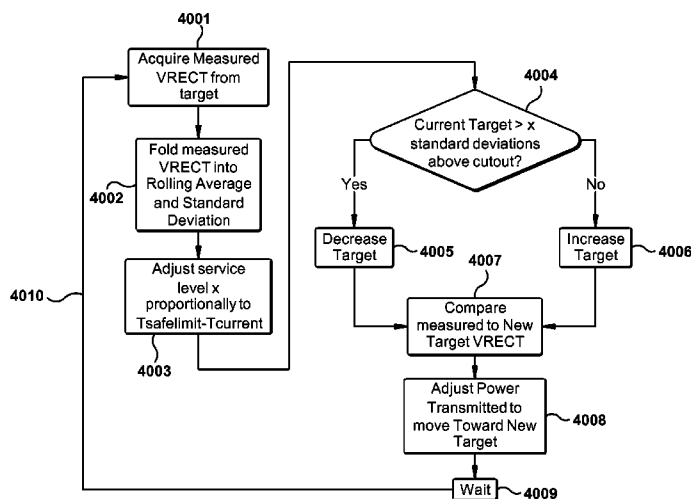 4001
Acquire Measured
VRECT from
target
Fold measured
VRECT into
Rolling Average
and Standard
Deviation
4002
Adjust service
level x
proportionally to
Tsafelimit-Tcurrent
4003
4010
4004
Current Target > x
standard deviations
above cutout?
Yes
No
Decrease
Target
4005
Increase
Target
4006
4007
Compare
measured to New
Target VRECT
Adjust Power
Transmitted to
move Toward New
Target
4008
Wait
4009